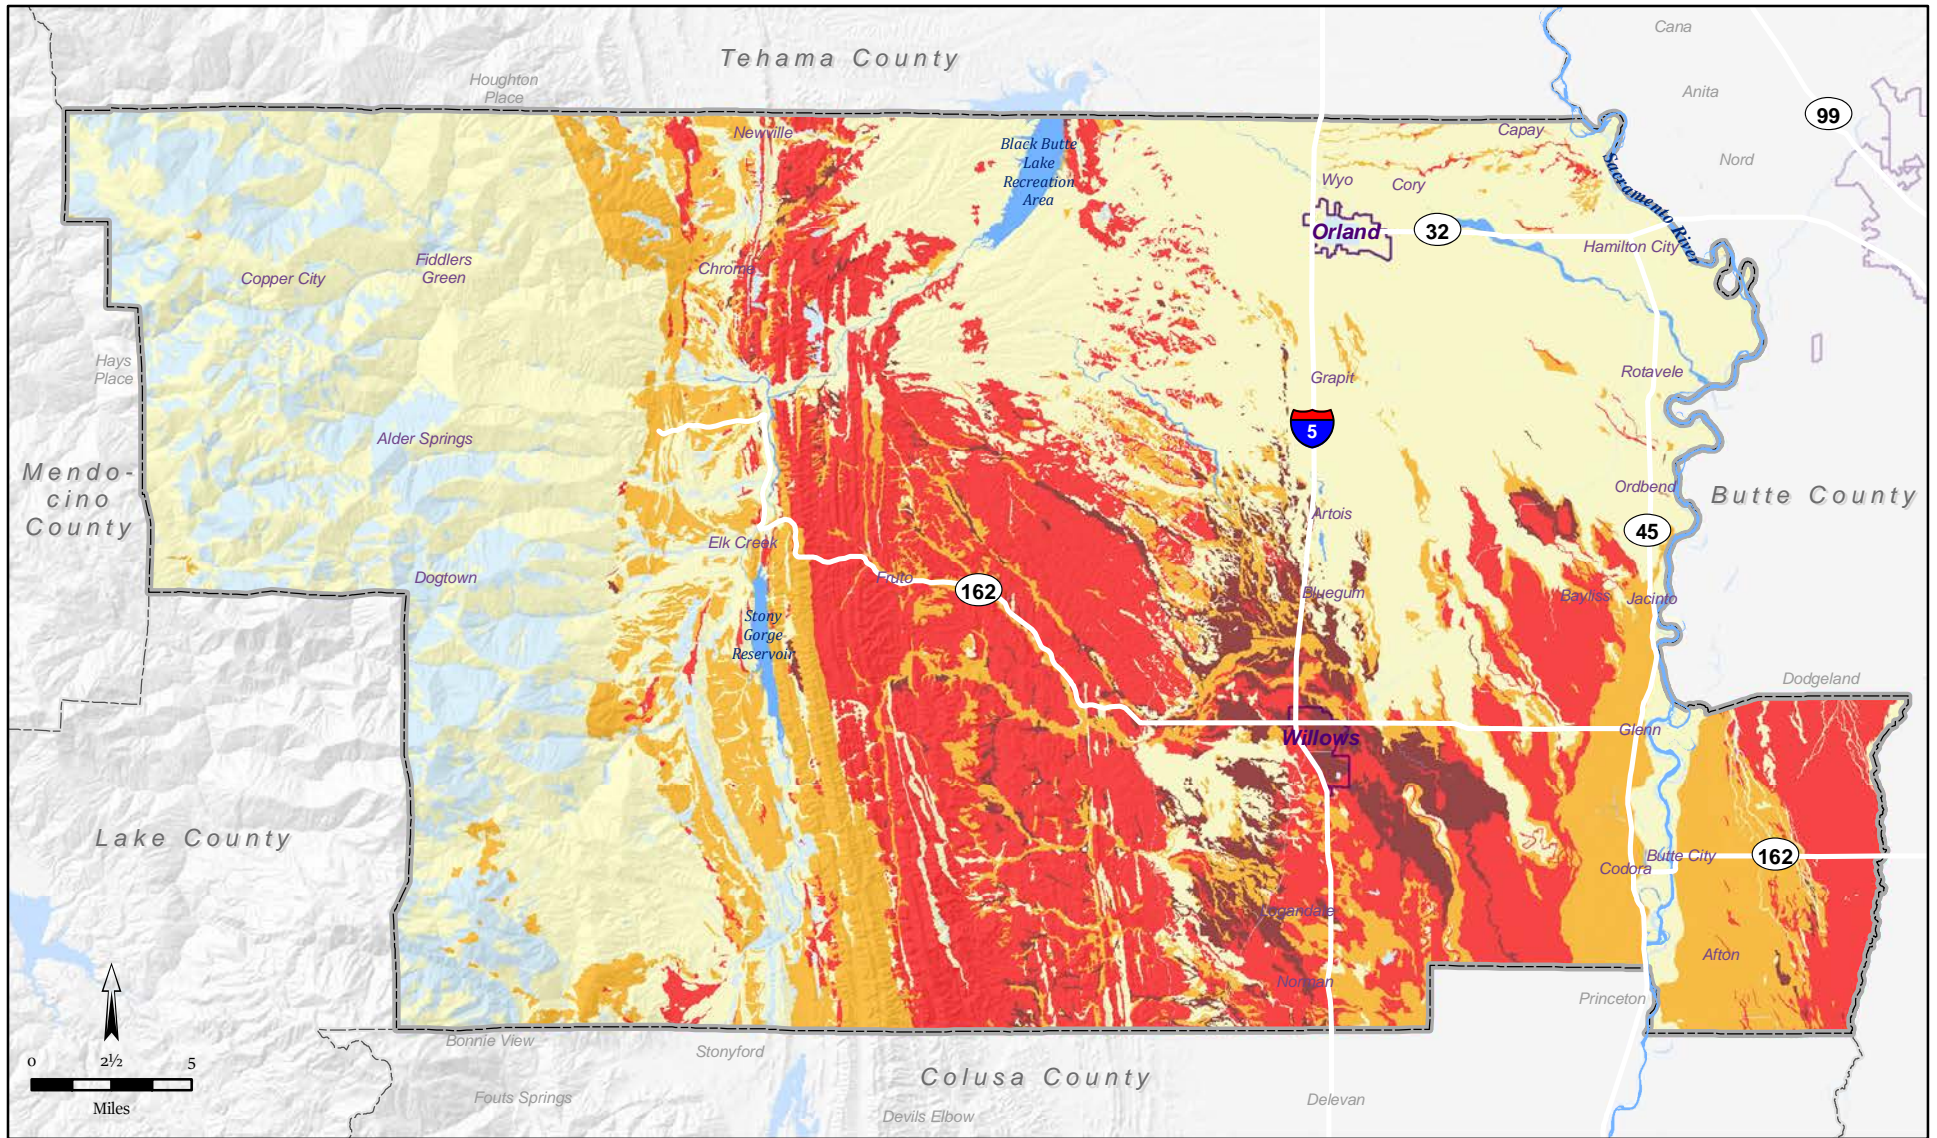 Cana
Tehama County
Houghton
Place
Anita
99
Newville
Capay
Black Butte
Lake
Recreation
Area
Nord
Sacramento River
Wyo
Cory
Orland
32
Hamilton City
Fiddlers
Green
Copper City
Chrome
Hays
Place
Grapit
Rotavele
5
Alder Springs
Mendo-
cino
County
Ordbend
Butte County
Artois
45
Elk Creek
Dogtown
Fruto
162
Bluegum
Bayliss
Jacinto
Stony
Gorge
Reservoir
Dodgeland
Glenn
Willows
Lake County
Butte City
162
Codora
Logandale
Afton
Norman
Princeton
Bonnie View
Stonyford
0 2½ 5
Miles
Colusa County
Fouts Springs
Delevan
Devils Elbow